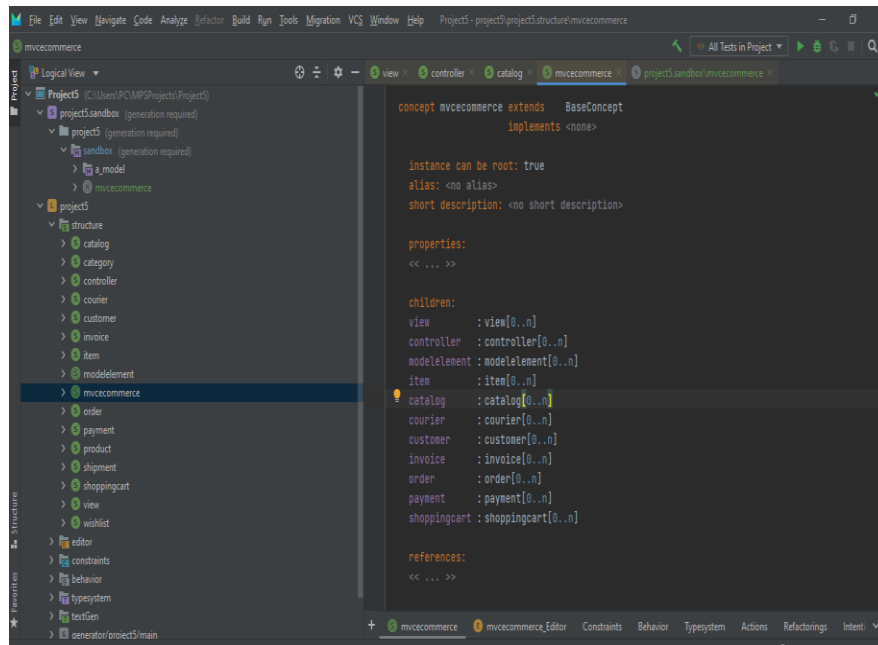 File Edit View Navigate Code Analyze Refactor Build Run Tools Migration VCS Window Help Project5 - project5\project5.structure\mvcecommerce
mvcecommerce All Tests in Project
Project
Logical View
view controller catalog mvcecommerce project5.sandbox\mvcecommerce
Project5 (C:\Users\PC\MPSProjects\Project5)
project5.sandbox (generation required)
project5 (generation required)
sandbox (generation required)
a_model
mvcecommerce
project5
structure
catalog
category
controller
courier
customer
invoice
item
modelelement
mvcecommerce
order
payment
product
shipment
shoppingcart
view
wishlist
editor
constraints
behavior
typesystem
textGen
generator/project5/main
Structure
Favorites
concept mvcecommerce extends BaseConcept
implements <none>
instance can be root: true
alias: <no alias>
short description: <no short description>
properties:
<< ... >>
children:
view : view[0..n]
controller : controller[0..n]
modelelement : modelelement[0..n]
item : item[0..n]
catalog : catalog[0..n]
courier : courier[0..n]
customer : customer[0..n]
invoice : invoice[0..n]
order : order[0..n]
payment : payment[0..n]
shoppingcart : shoppingcart[0..n]
references:
<< ... >>
+ mvcecommerce mvcecommerce_Editor Constraints Behavior Typesystem Actions Refactorings Intenti